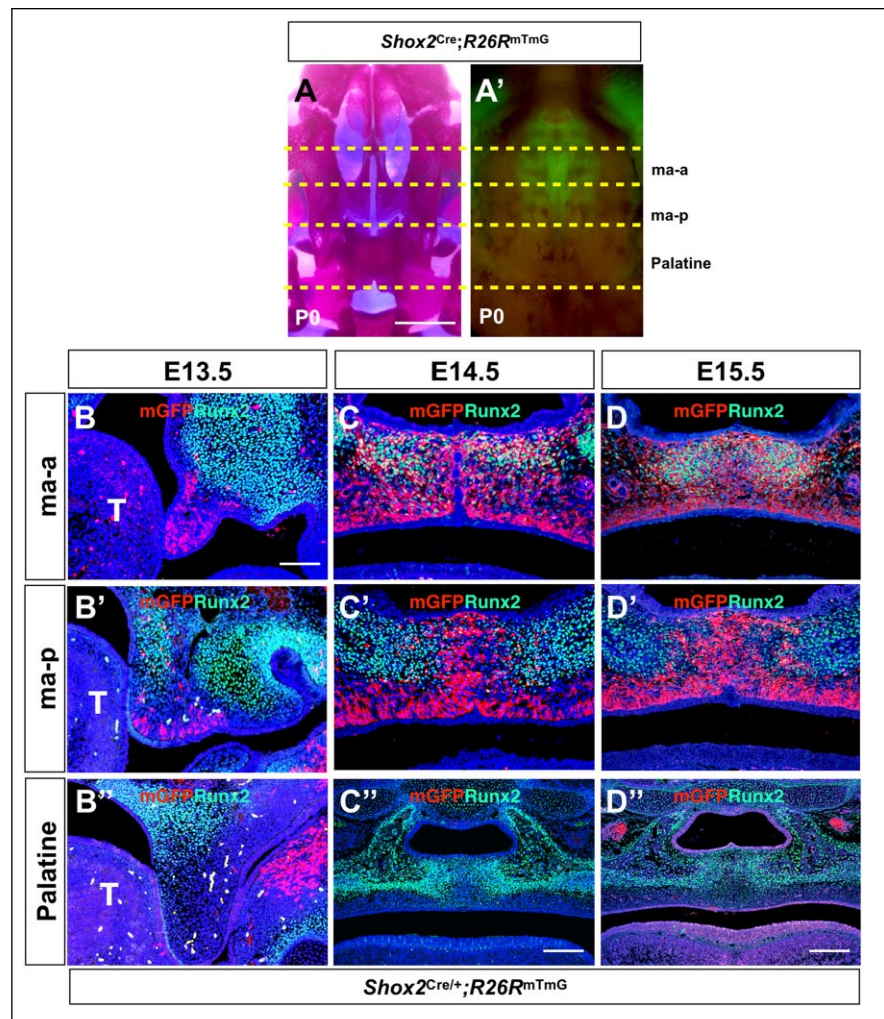 Shox2Cre;R26RmTmG
A
A'
ma-a
ma-p
Palatine
P0
P0
E13.5
E14.5
E15.5
ma-a
B
mGFPRunx2
T
C
mGFPRunx2
D
mGFPRunx2
ma-p
B'
mGFPRunx2
T
C'
mGFPRunx2
D'
mGFPRunx2
Palatine
B"
mGFPRunx2
T
C"
mGFPRunx2
D"
mGFPRunx2
Shox2Cre/+;R26RmTmG